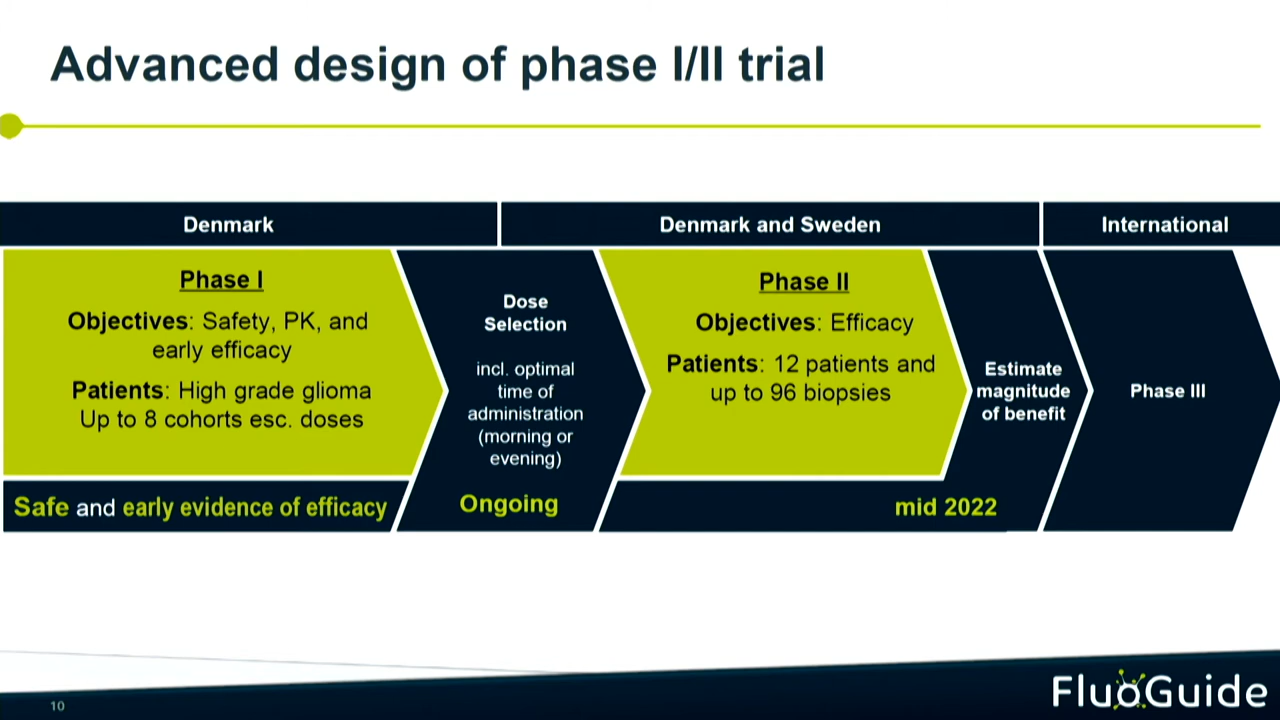 Advanced design of phase I/II trial
Denmark
Denmark and Sweden
International
Phase I
Objectives: Safety, PK, and
early efficacy
Patients: High grade glioma
Up to 8 cohorts esc. doses
Safe and early evidence of efficacy
Dose
Selection
incl. optimal
time of
administration
(morning or
evening)
Ongoing
Phase II
Objectives: Efficacy
Patients: 12 patients and
up to 96 biopsies
Estimate
magnitude
of benefit
mid 2022
Phase III
10
FluoGuide